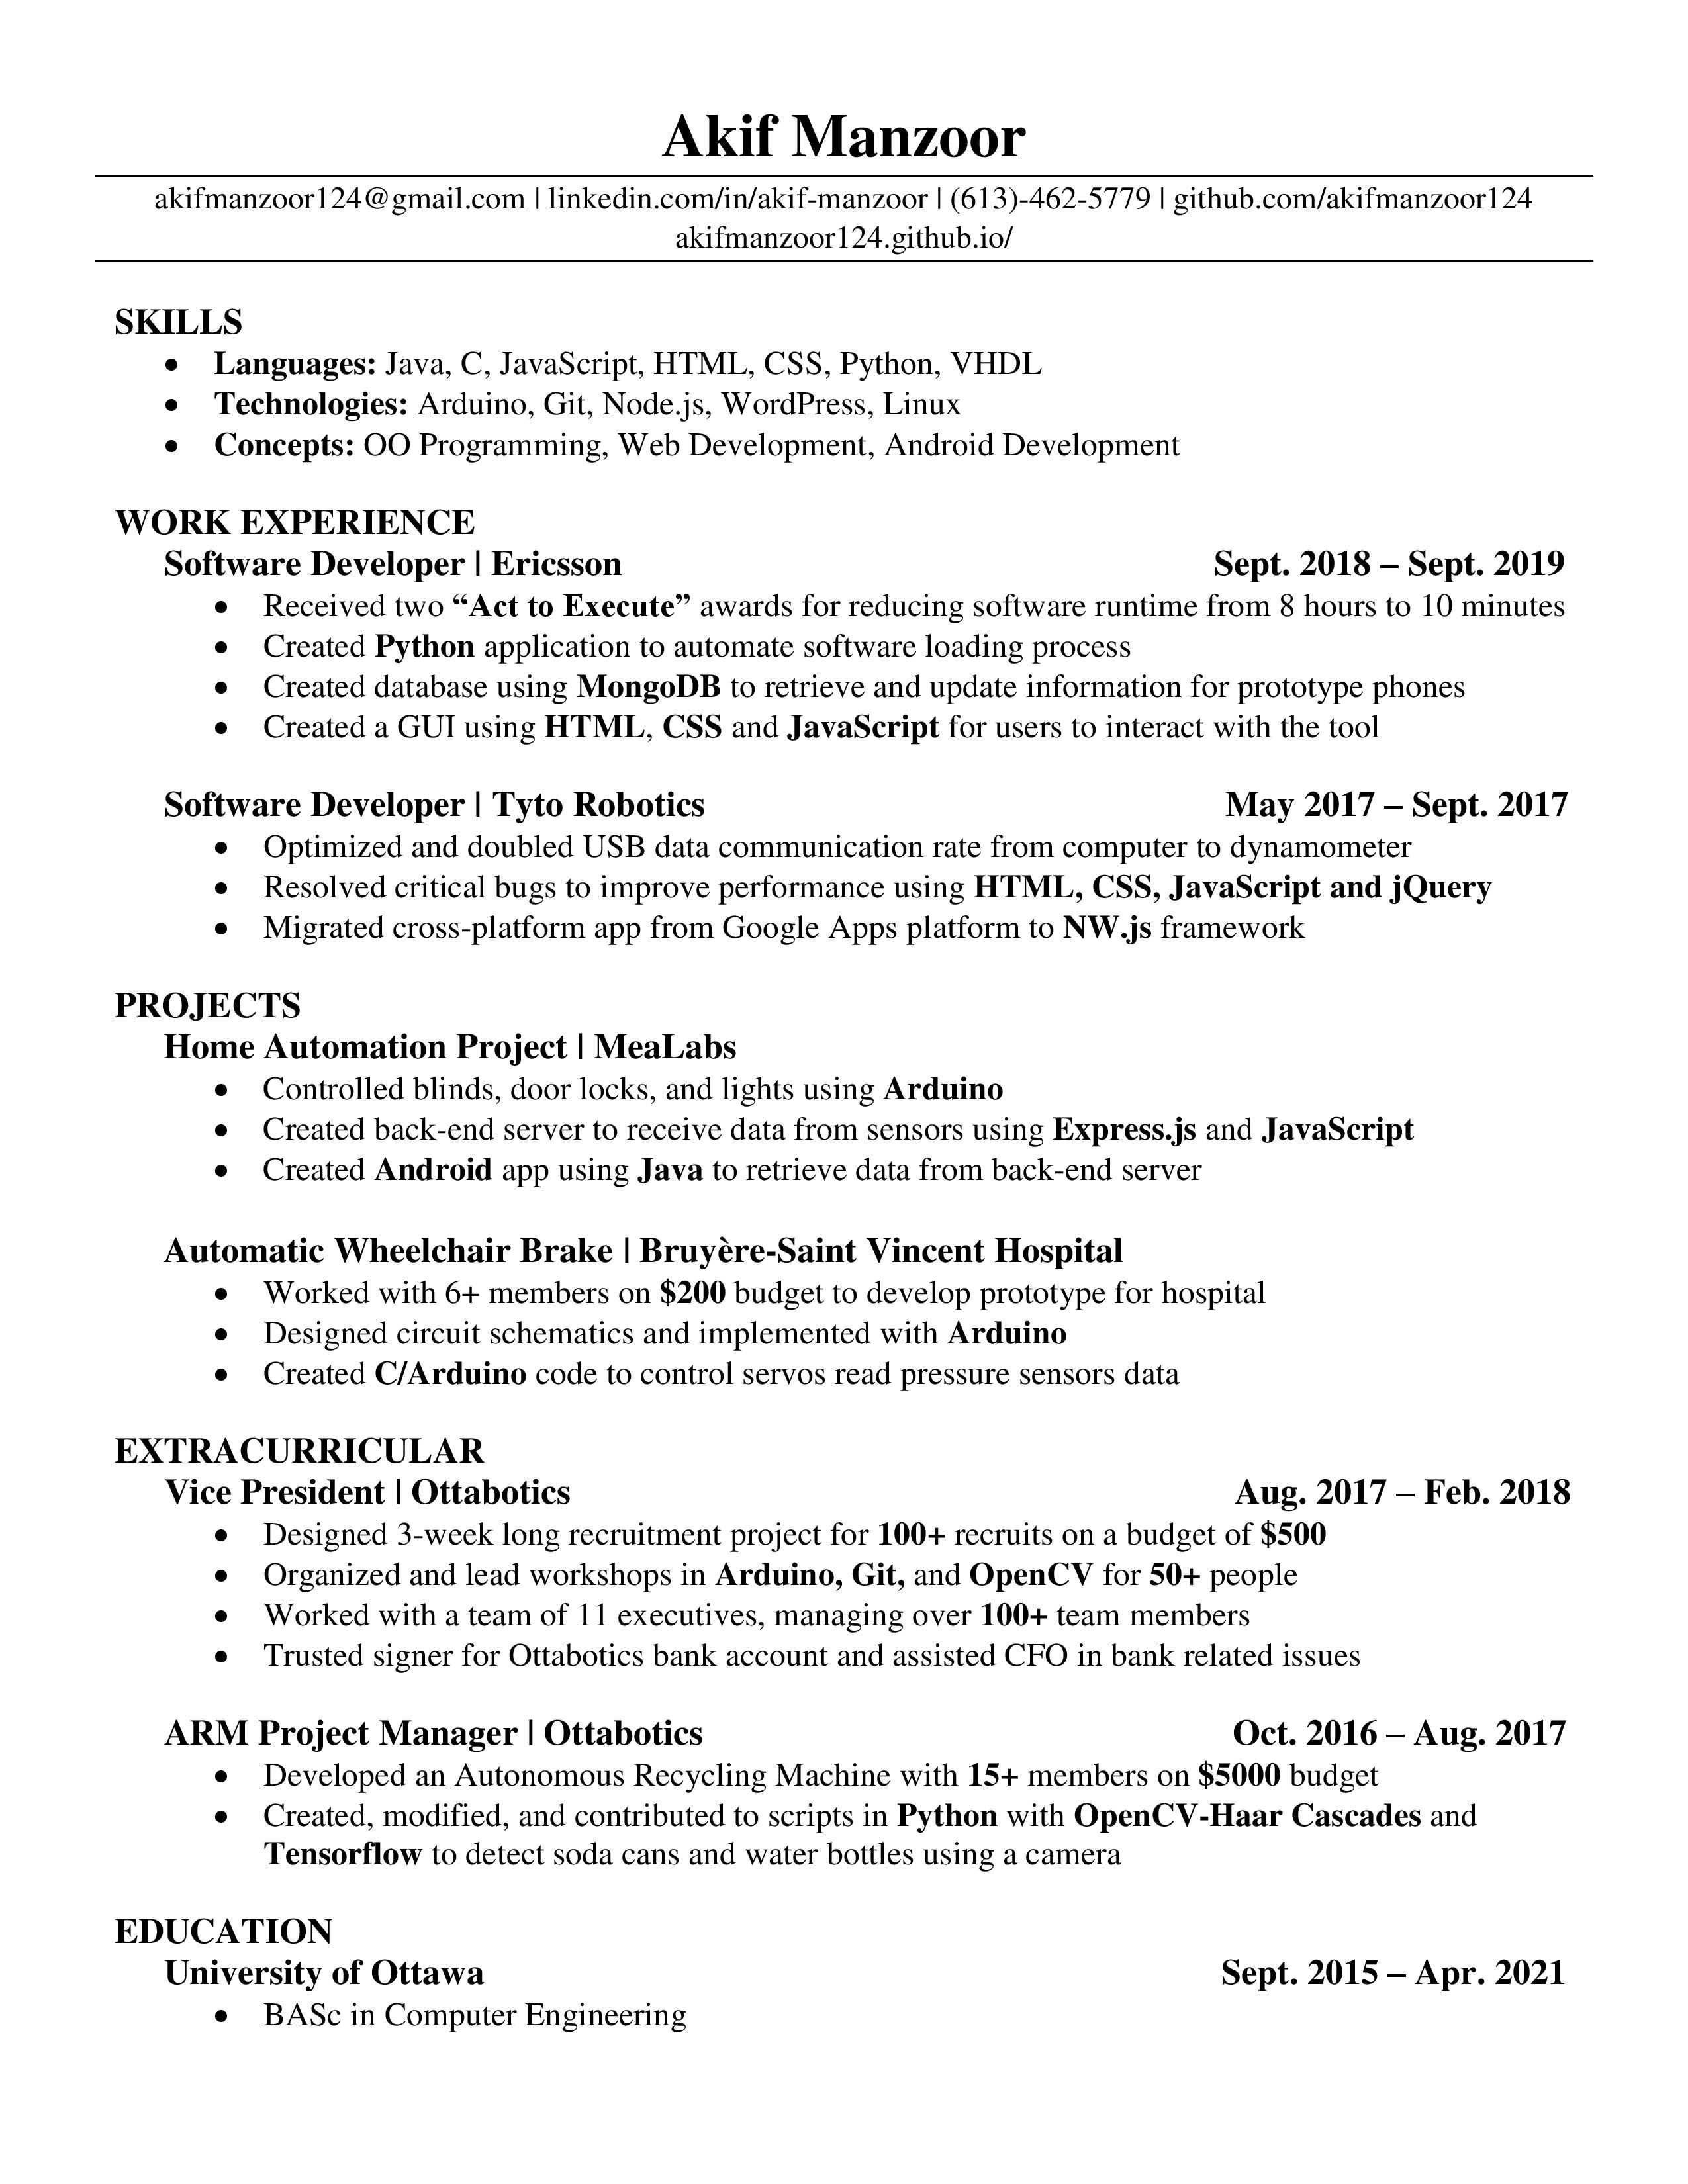 Akif Manzoor
akifmanzoor124@gmail.com | linkedin.com/in/akif-manzoor | (613)-462-5779 | github.com/akifmanzoor124
akifmanzoor124.github.io/
SKILLS
• Languages: Java, C, JavaScript, HTML, CSS, Python, VHDL
• Technologies: Arduino, Git, Node.js, WordPress, Linux
• Concepts: OO Programming, Web Development, Android Development
WORK EXPERIENCE
Software Developer | Ericsson Sept. 2018 – Sept. 2019
• Received two “Act to Execute” awards for reducing software runtime from 8 hours to 10 minutes
• Created Python application to automate software loading process
• Created database using MongoDB to retrieve and update information for prototype phones
• Created a GUI using HTML, CSS and JavaScript for users to interact with the tool
Software Developer | Tyto Robotics May 2017 – Sept. 2017
• Optimized and doubled USB data communication rate from computer to dynamometer
• Resolved critical bugs to improve performance using HTML, CSS, JavaScript and jQuery
• Migrated cross-platform app from Google Apps platform to NW.js framework
PROJECTS
Home Automation Project | MeaLabs
• Controlled blinds, door locks, and lights using Arduino
• Created back-end server to receive data from sensors using Express.js and JavaScript
• Created Android app using Java to retrieve data from back-end server
Automatic Wheelchair Brake | Bruyère-Saint Vincent Hospital
• Worked with 6+ members on $200 budget to develop prototype for hospital
• Designed circuit schematics and implemented with Arduino
• Created C/Arduino code to control servos read pressure sensors data
EXTRACURRICULAR
Vice President | Ottabotics Aug. 2017 – Feb. 2018
• Designed 3-week long recruitment project for 100+ recruits on a budget of $500
• Organized and lead workshops in Arduino, Git, and OpenCV for 50+ people
• Worked with a team of 11 executives, managing over 100+ team members
• Trusted signer for Ottabotics bank account and assisted CFO in bank related issues
ARM Project Manager | Ottabotics Oct. 2016 – Aug. 2017
• Developed an Autonomous Recycling Machine with 15+ members on $5000 budget
• Created, modified, and contributed to scripts in Python with OpenCV-Haar Cascades and
Tensorflow to detect soda cans and water bottles using a camera
EDUCATION
University of Ottawa Sept. 2015 – Apr. 2021
• BASc in Computer Engineering